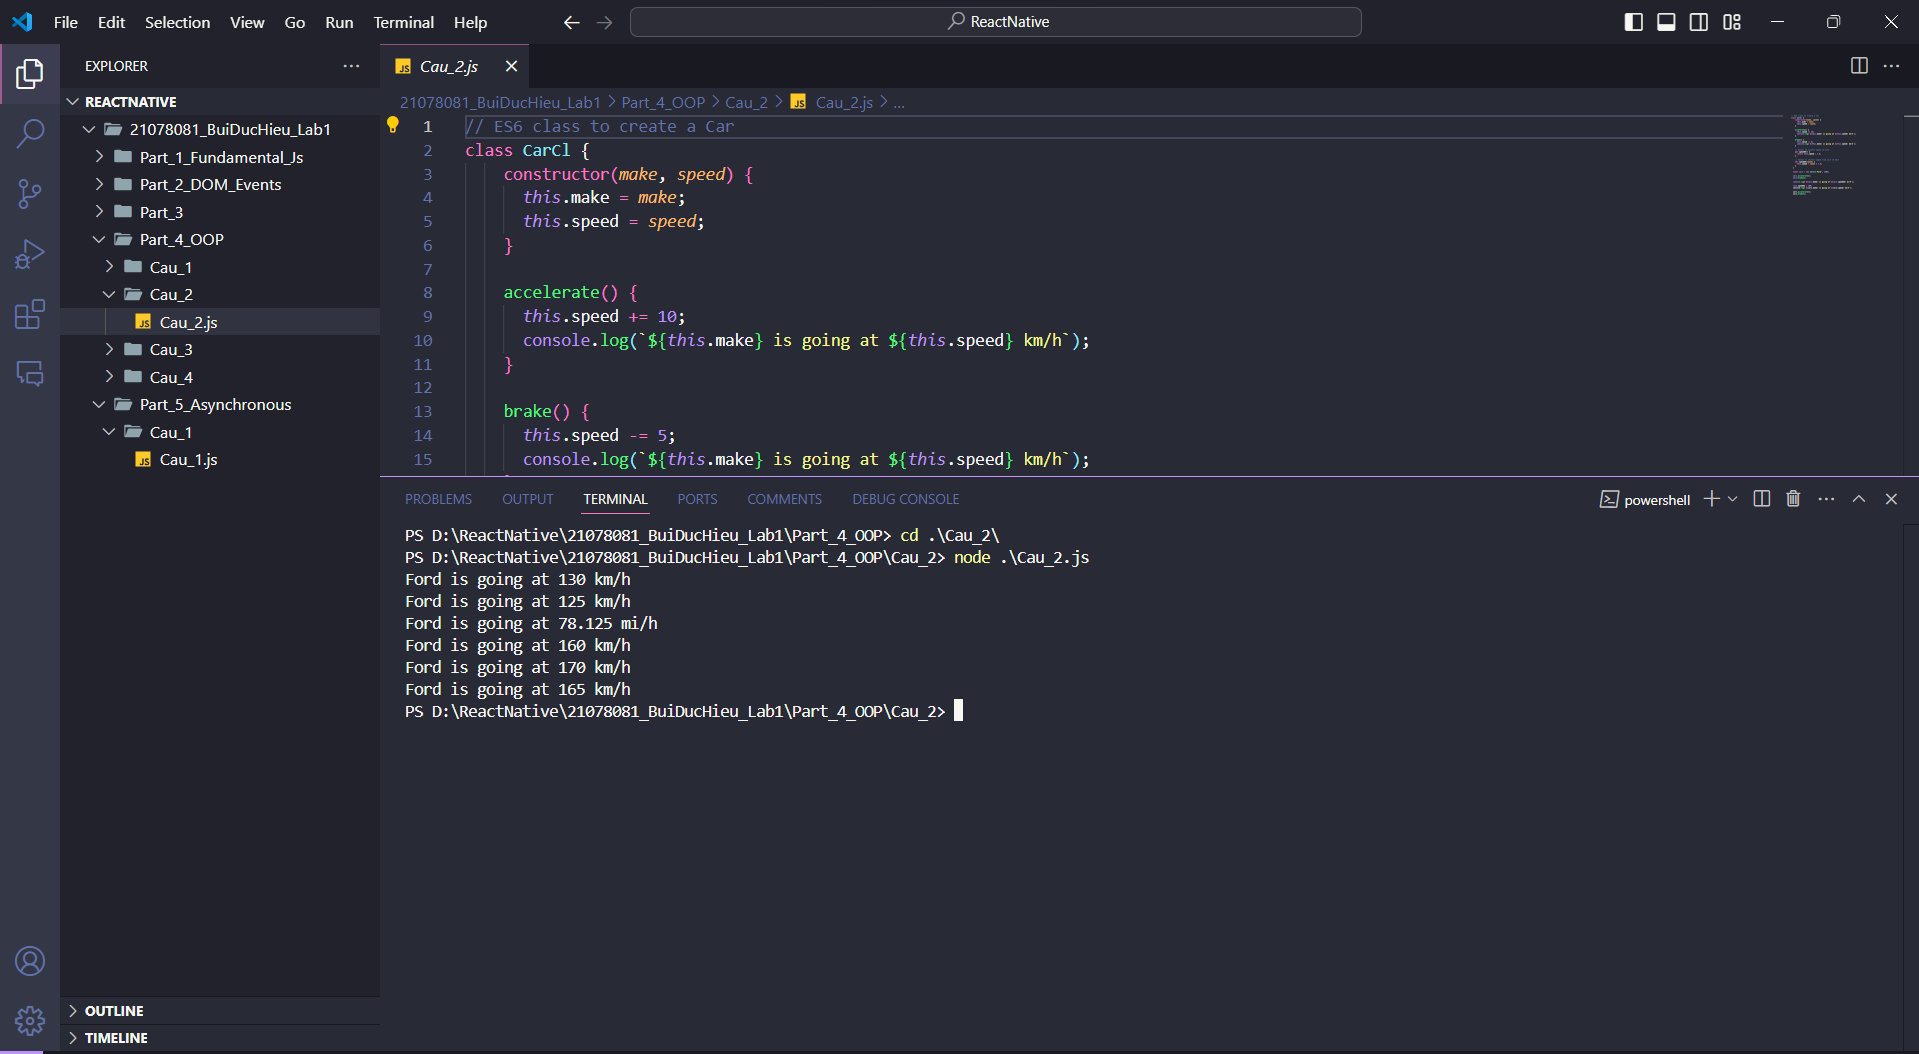 File Edit Selection View Go Run Terminal Help
ReactNative
EXPLORER
REACTNATIVE
21078081_BuiDucHieu_Lab1
Part_1_Fundamental_Js
Part_2_DOM_Events
Part_3
Part_4_OOP
Cau_1
Cau_2
JS Cau_2.js
Cau_3
Cau_4
Part_5_Asynchronous
Cau_1
JS Cau_1.js
OUTLINE
TIMELINE
JS Cau_2.js
21078081_BuiDucHieu_Lab1 > Part_4_OOP > Cau_2 > JS Cau_2.js > ...
1 // ES6 class to create a Car
2 class CarCl {
3 constructor(make, speed) {
4 this.make = make;
5 this.speed = speed;
6 }
7
8 accelerate() {
9 this.speed += 10;
10 console.log(`${this.make} is going at ${this.speed} km/h`);
11 }
12
13 brake() {
14 this.speed -= 5;
15 console.log(`${this.make} is going at ${this.speed} km/h`);
PROBLEMS OUTPUT TERMINAL PORTS COMMENTS DEBUG CONSOLE
powershell
PS D:\ReactNative\21078081_BuiDucHieu_Lab1\Part_4_OOP> cd .\Cau_2\
PS D:\ReactNative\21078081_BuiDucHieu_Lab1\Part_4_OOP\Cau_2> node .\Cau_2.js
Ford is going at 130 km/h
Ford is going at 125 km/h
Ford is going at 78.125 mi/h
Ford is going at 160 km/h
Ford is going at 170 km/h
Ford is going at 165 km/h
PS D:\ReactNative\21078081_BuiDucHieu_Lab1\Part_4_OOP\Cau_2>